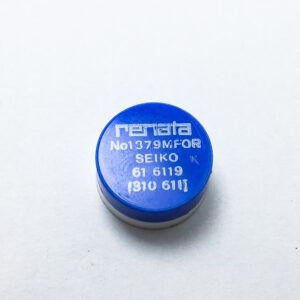 renata
No1379MFOR
SEIKO
61 6119
(310 611)